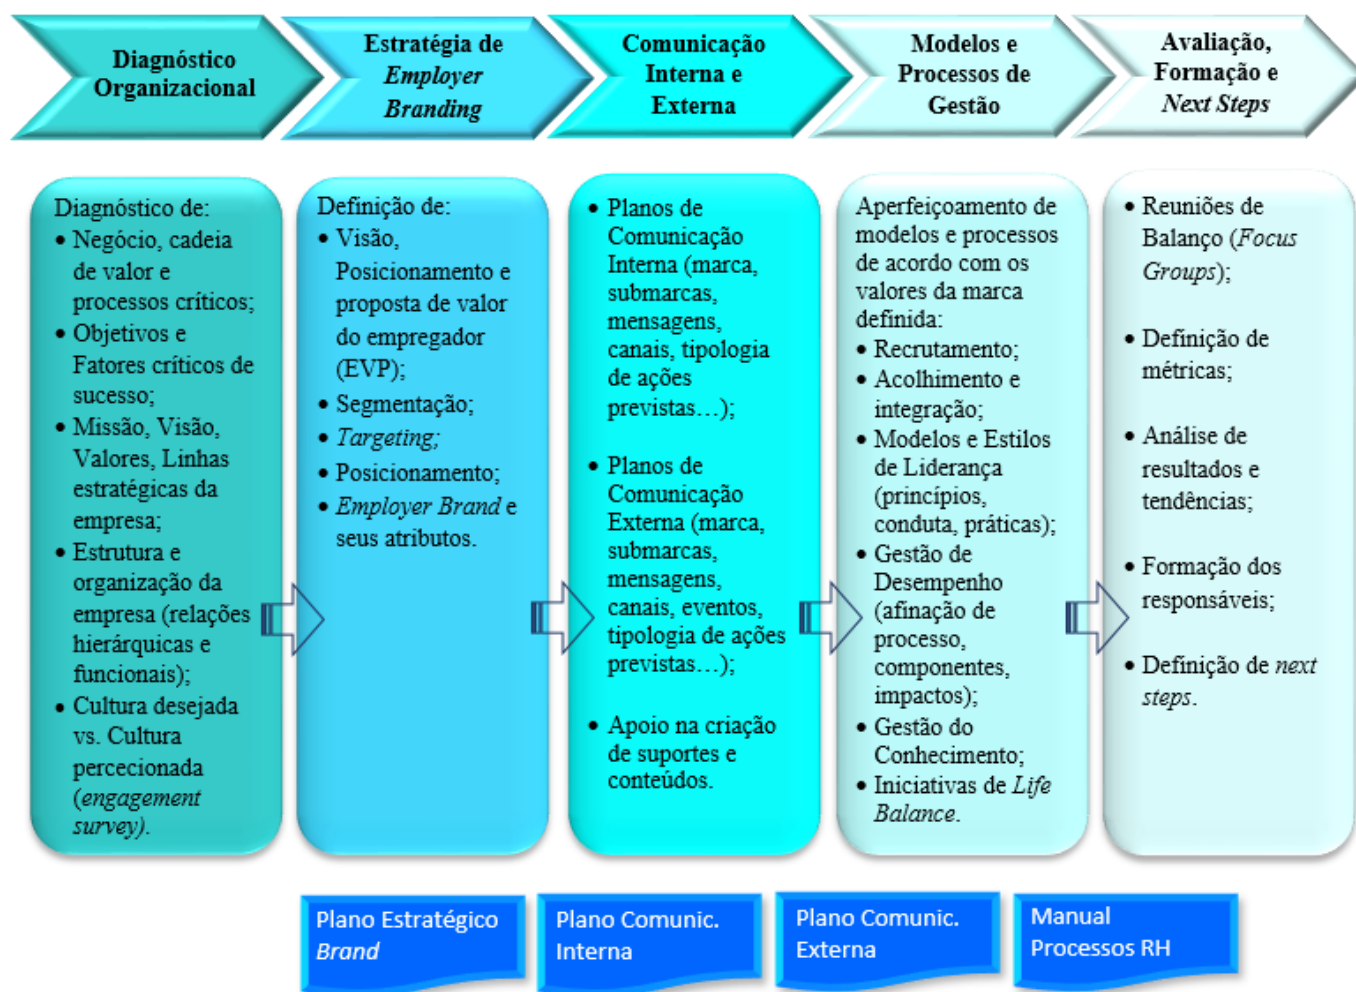 Diagnóstico
Organizacional
Estratégia de
Employer
Branding
Comunicação
Interna e
Externa
Modelos e
Processos de
Gestão
Avaliação,
Formação e
Next Steps
Diagnóstico de:
• Negócio, cadeia
de valor e
processos críticos;
• Objetivos e
Fatores críticos de
sucesso;
• Missão, Visão,
Valores, Linhas
estratégicas da
empresa;
• Estrutura e
organização da
empresa (relações
hierárquicas e
funcionais);
• Cultura desejada
vs. Cultura
percecionada
(engagement
survey).
Definição de:
• Visão,
Posicionamento e
proposta de valor
do empregador
(EVP);
• Segmentação;
• Targeting;
• Posicionamento;
• Employer Brand e
seus atributos.
• Planos de
Comunicação
Interna (marca,
submarcas,
mensagens,
canais, tipologia
de ações
previstas…);
• Planos de
Comunicação
Externa (marca,
submarcas,
mensagens,
canais, eventos,
tipologia de ações
previstas…);
• Apoio na criação
de suportes e
conteúdos.
Aperfeiçoamento de
modelos e processos
de acordo com os
valores da marca
definida:
• Recrutamento;
• Acolhimento e
integração;
• Modelos e Estilos
de Liderança
(princípios,
conduta, práticas);
• Gestão de
Desempenho
(afinação de
processo,
componentes,
impactos);
• Gestão do
Conhecimento;
• Iniciativas de Life
Balance.
• Reuniões de
Balanço (Focus
Groups);
• Definição de
métricas;
• Análise de
resultados e
tendências;
• Formação dos
responsáveis;
• Definição de next
steps.
Plano Estratégico
Brand
Plano Comunic.
Interna
Plano Comunic.
Externa
Manual
Processos RH